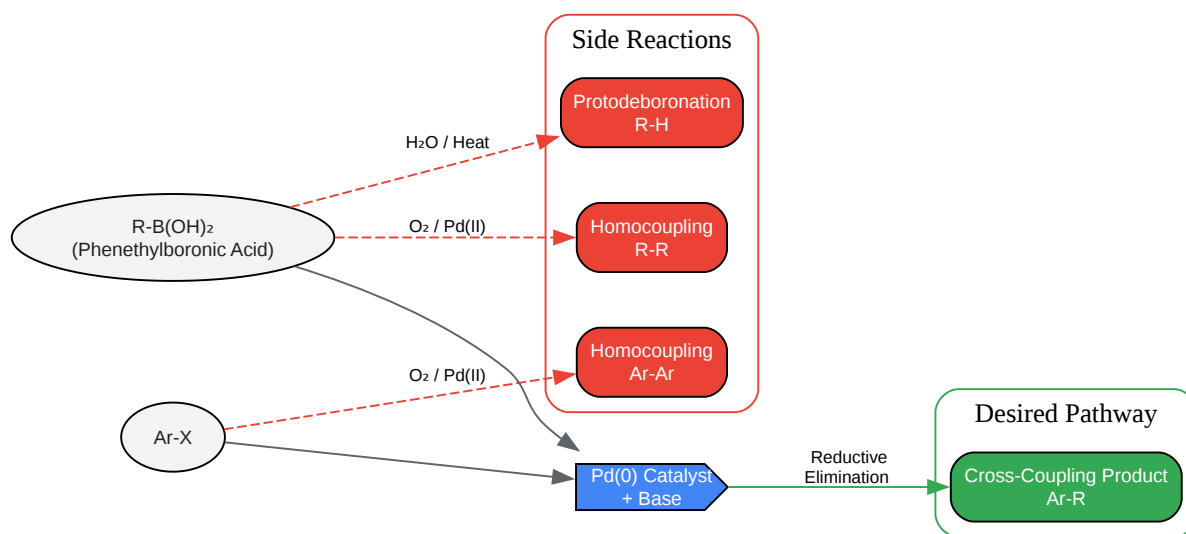 Side Reactions
Protodeboronation
R-H
H₂O / Heat
R-B(OH)₂
(Phenethylboronic Acid)
O₂ / Pd(II)
Homocoupling
R-R
Homocoupling
Ar-Ar
O₂ / Pd(II)
Ar-X
Desired Pathway
Pd(0) Catalyst
+ Base
Reductive
Elimination
Cross-Coupling Product
Ar-R